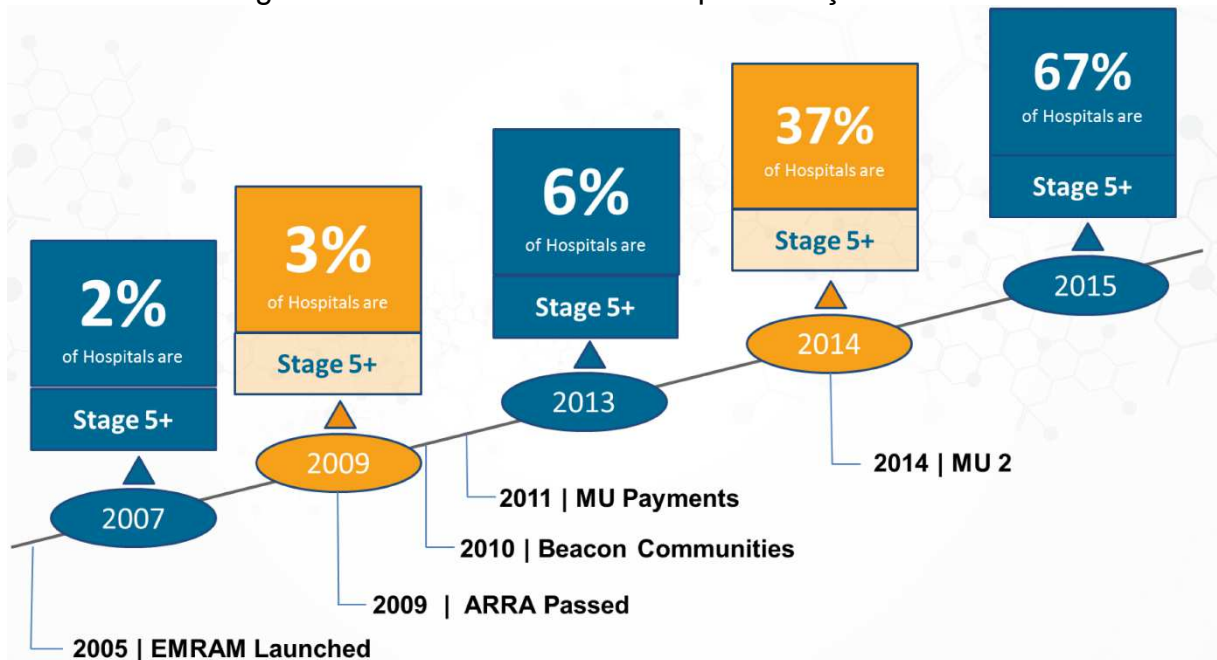 2%
of Hospitals are
Stage 5+
2007
3%
of Hospitals are
Stage 5+
2009
6%
of Hospitals are
Stage 5+
2013
37%
of Hospitals are
Stage 5+
2014
67%
of Hospitals are
Stage 5+
2015
2014 | MU 2
2011 | MU Payments
2010 | Beacon Communities
2009 | ARRA Passed
2005 | EMRAM Launched